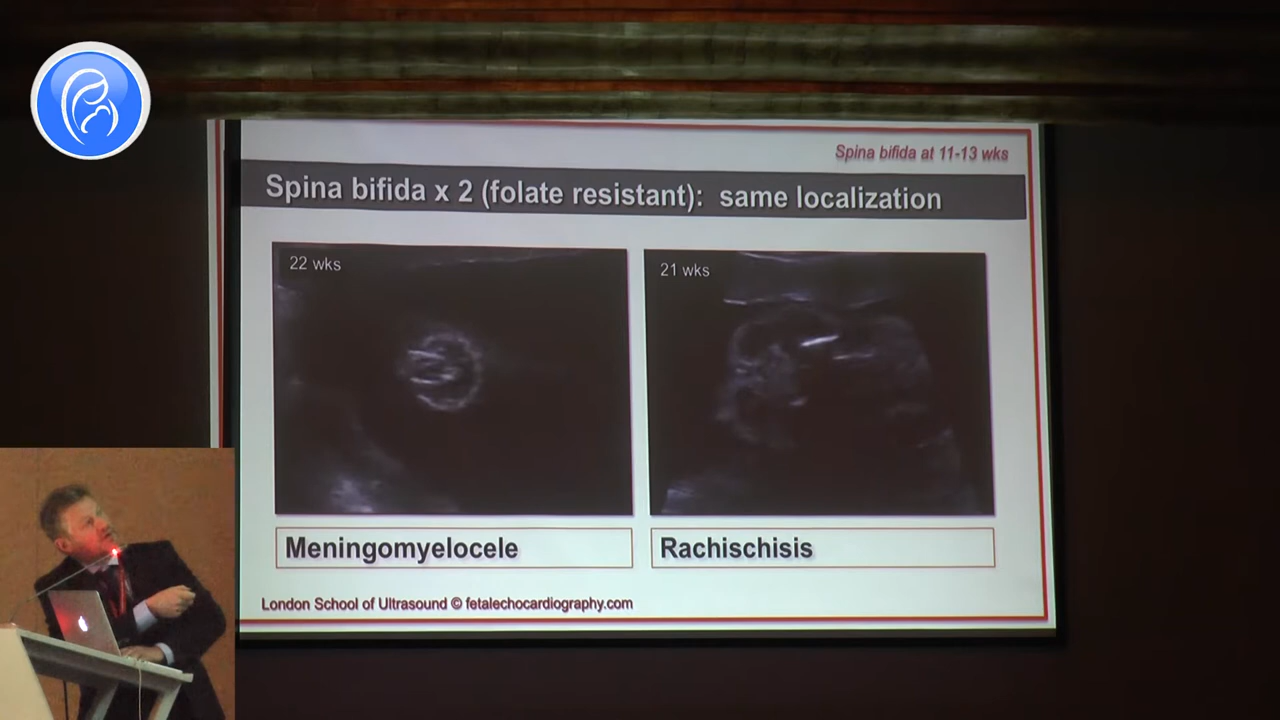 Spina bifida at 11-13 wks
Spina bifida x 2 (folate resistant): same localization
22 wks
21 wks
Meningomyelocele
Rachischisis
London School of Ultrasound © fetalechocardiography.com